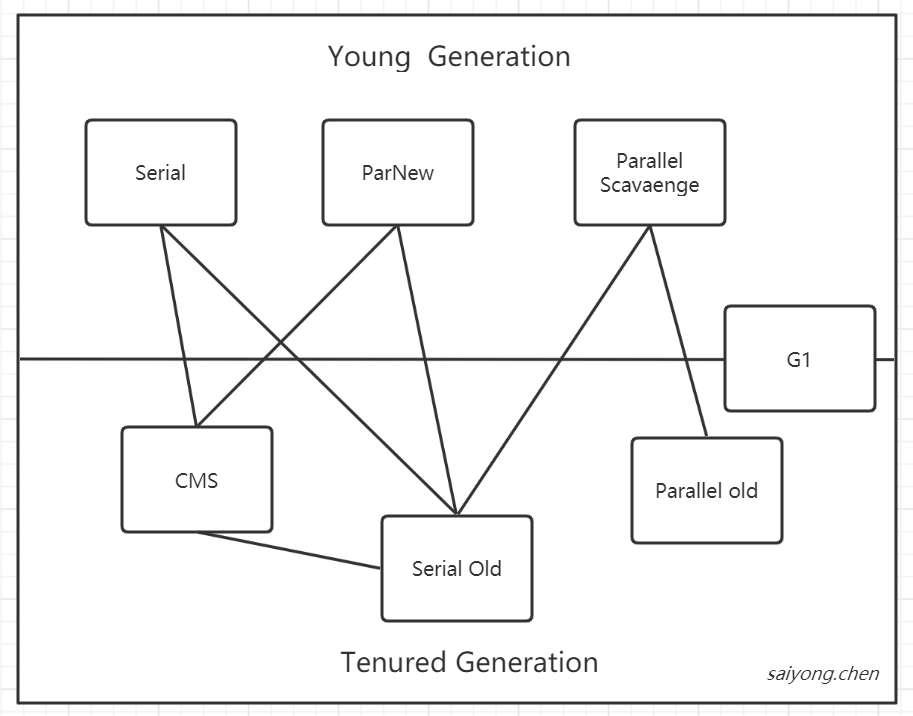 Young Generation
Serial
ParNew
Parallel
Scavaenge
G1
CMS
Parallel old
Serial Old
Tenured Generation
saiyong.chen